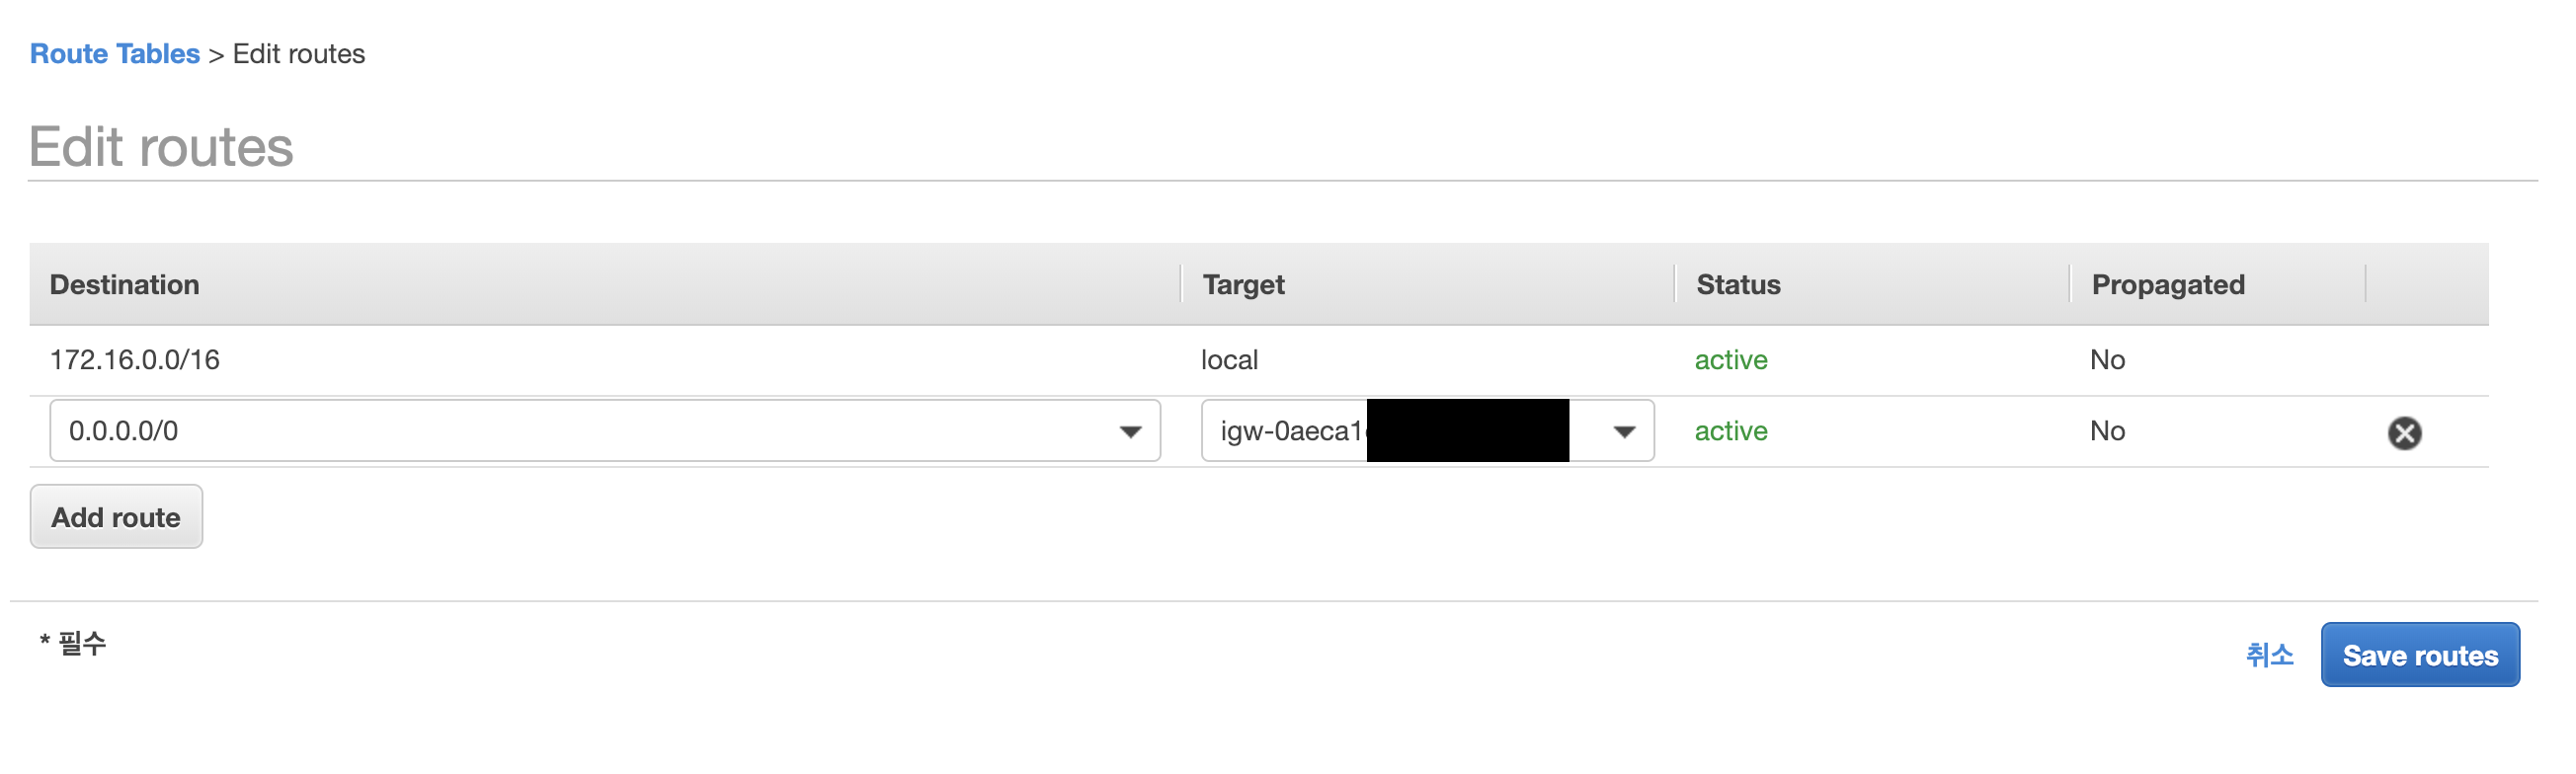 Route Tables > Edit routes
Edit routes
Destination Target Status Propagated
172.16.0.0/16 local active No
0.0.0.0/0 igw-0aeca1 active No
Add route
* 필수
취소 Save routes